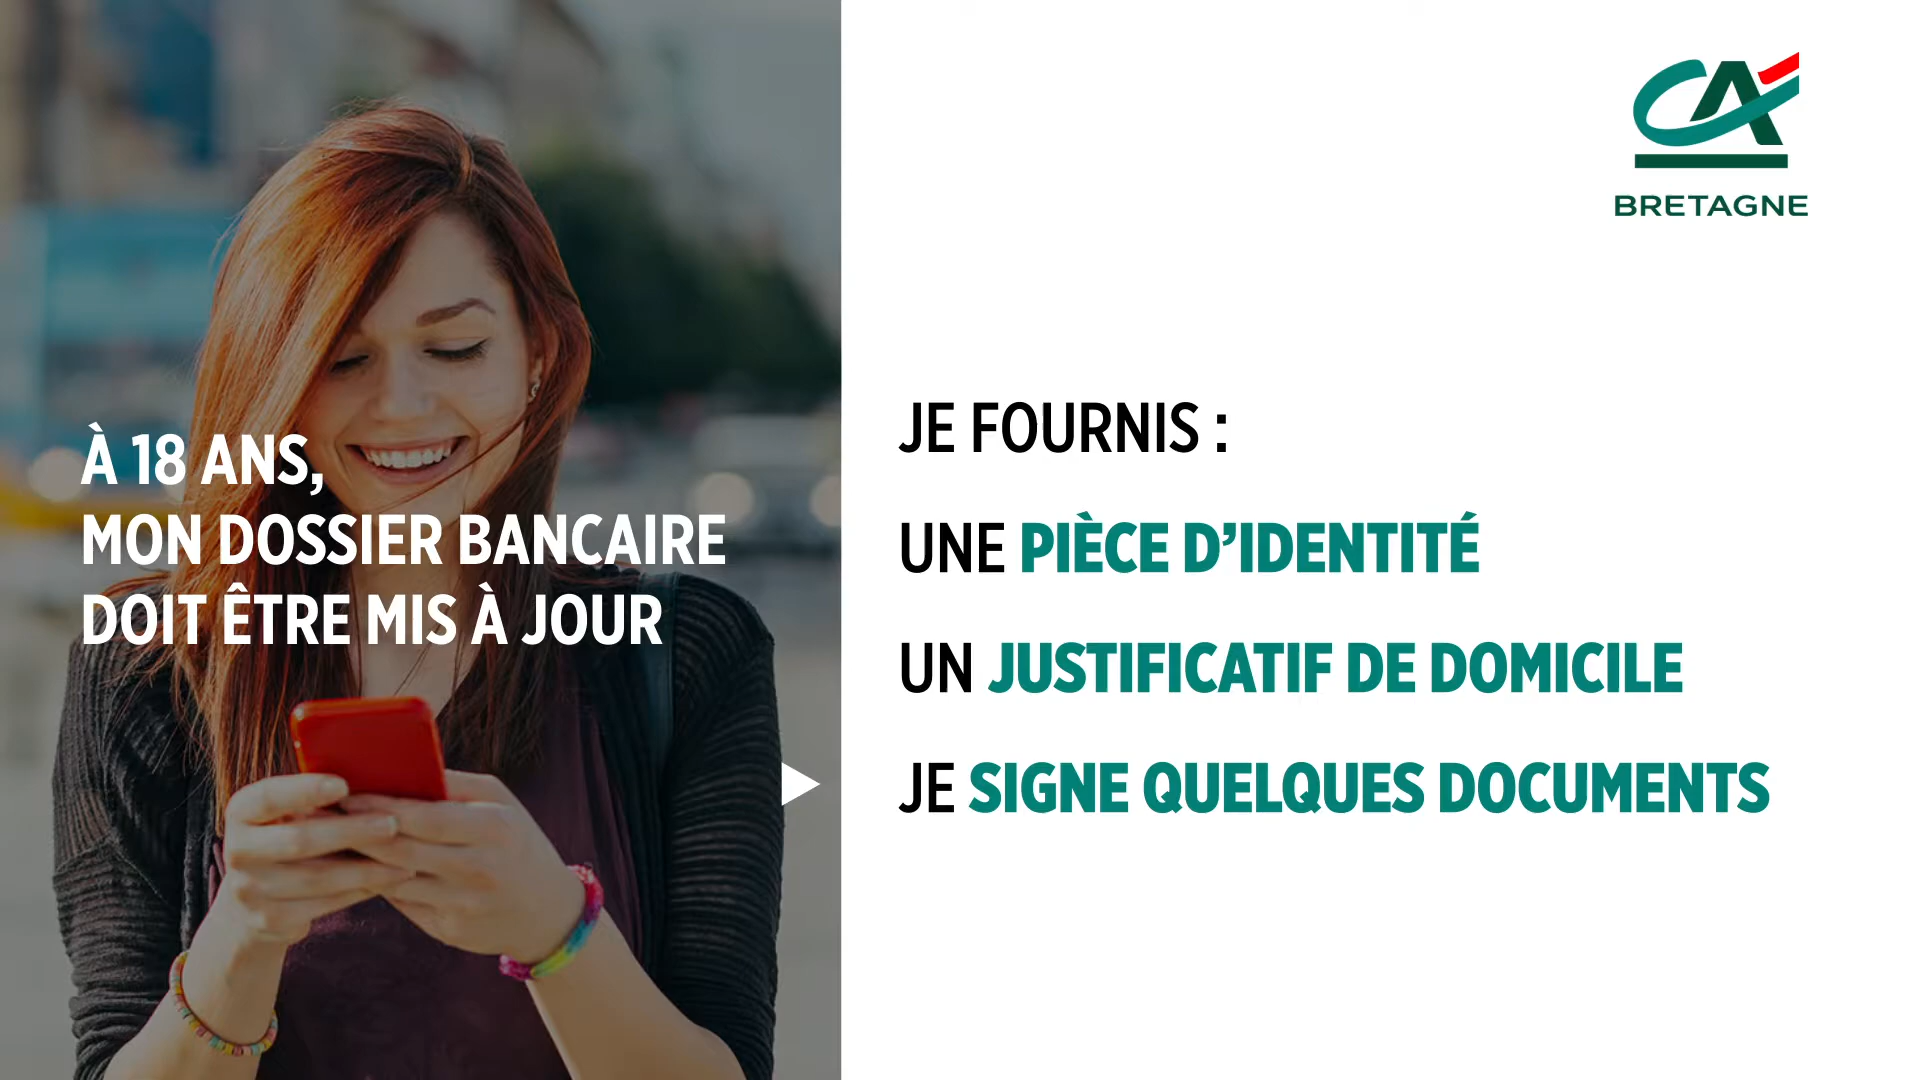 À 18 ANS,
MON DOSSIER BANCAIRE
DOIT ÊTRE MIS À JOUR
CA
BRETAGNE
JE FOURNIS :
UNE PIÈCE D’IDENTITÉ
UN JUSTIFICATIF DE DOMICILE
JE SIGNE QUELQUES DOCUMENTS